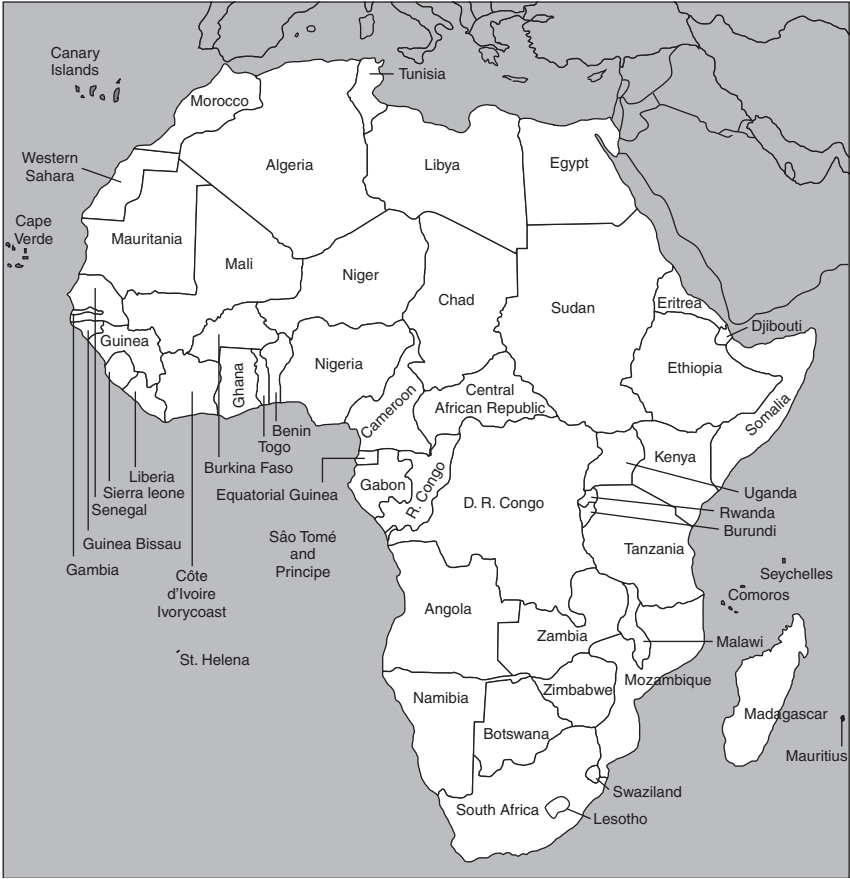 Canary
Islands
Tunisia
Morocco
Algeria
Libya
Egypt
Western
Sahara
Cape
Verde
Mauritania
Mali
Niger
Chad
Sudan
Eritrea
Djibouti
Guinea
Ghana
Nigeria
Ethiopia
Cameroon
Central
African Republic
Somalia
Benin
Togo
Burkina Faso
Kenya
Liberia
Sierra leone
Senegal
Equatorial Guinea
Gabon
R. Congo
D. R. Congo
Uganda
Rwanda
Burundi
Guinea Bissau
Gambia
Côte
d'Ivoire
Ivorycoast
Sâo Tomé
and
Principe
Tanzania
Seychelles
Comoros
Angola
Zambia
Malawi
St. Helena
Mozambique
Namibia
Zimbabwe
Madagascar
Botswana
Mauritius
Swaziland
South Africa
Lesotho